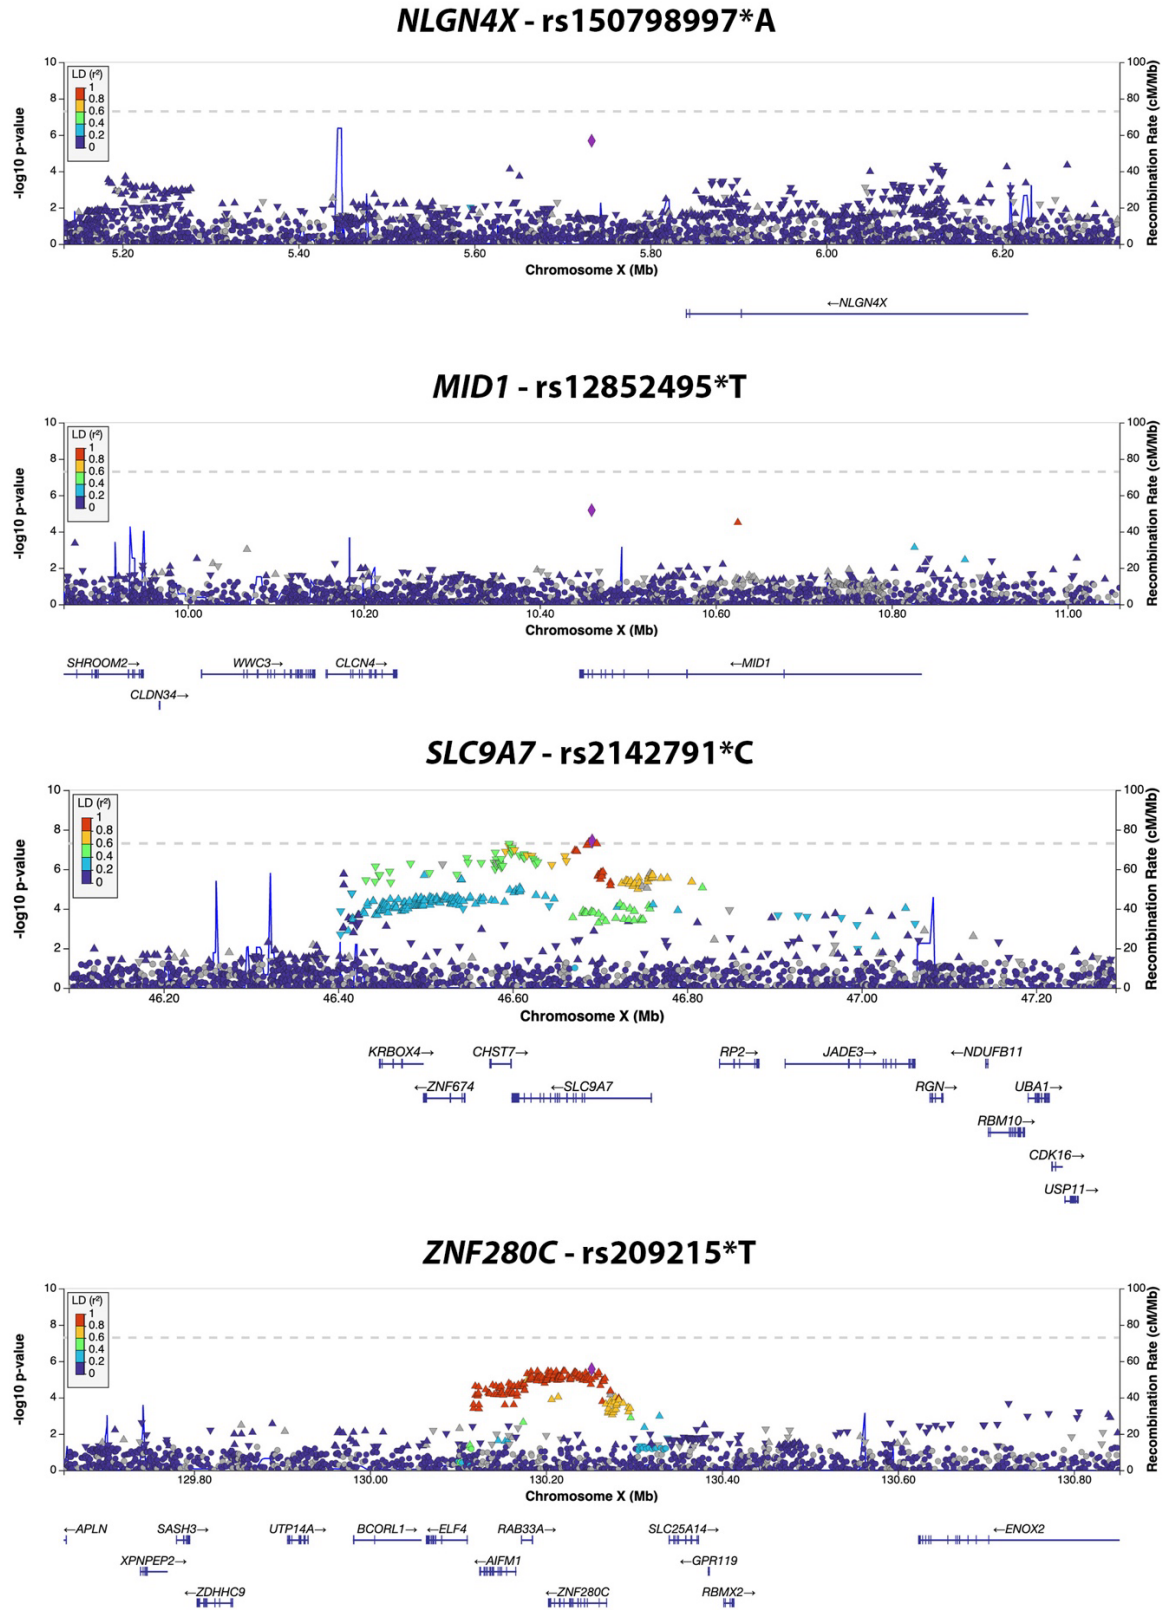 NLGN4X - rs150798997*A
LD (r²)
1
0.8
0.6
0.4
0.2
0
10
8
6
4
2
0
-log10 p-value
100
80
60
40
20
0
Recombination Rate (cM/Mb)
5.20 5.40 5.60 5.80 6.00 6.20
Chromosome X (Mb)
←NLGN4X
MID1 - rs12852495*T
LD (r²)
1
0.8
0.6
0.4
0.2
0
10
8
6
4
2
0
-log10 p-value
100
80
60
40
20
0
Recombination Rate (cM/Mb)
10.00 10.20 10.40 10.60 10.80 11.00
Chromosome X (Mb)
SHROOM2→ WWC3→ CLCN4→ ←MID1
CLDN34→
SLC9A7 - rs2142791*C
LD (r²)
1
0.8
0.6
0.4
0.2
0
10
8
6
4
2
0
-log10 p-value
100
80
60
40
20
0
Recombination Rate (cM/Mb)
46.20 46.40 46.60 46.80 47.00 47.20
Chromosome X (Mb)
KRBOX4→ CHST7→ RP2→ JADE3→ ←NDUFB11
←ZNF674 ←SLC9A7 RGN→ UBA1→
RBM10→
CDK16→
USP11→
ZNF280C - rs209215*T
LD (r²)
1
0.8
0.6
0.4
0.2
0
10
8
6
4
2
0
-log10 p-value
100
80
60
40
20
0
Recombination Rate (cM/Mb)
129.80 130.00 130.20 130.40 130.60 130.80
Chromosome X (Mb)
←APLN SASH3→ UTP14A→ BCORL1→ ←ELF4 RAB33A→ SLC25A14→ ←ENOX2
XPNPEP2→ ←AIFM1 ←GPR119
←ZDHHC9 ←ZNF280C RBMX2→